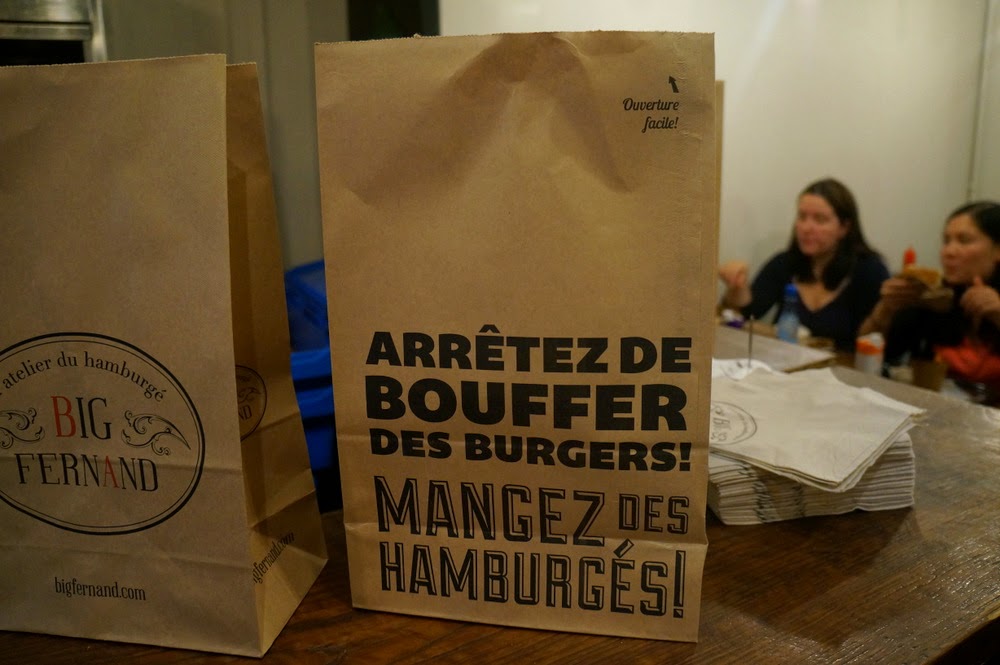 atelier du hamburgé
BIG
FERNAND
bigfernand.com
Ouverture
facile!
ARRÊTEZ DE
BOUFFER
DES BURGERS!
MANGEZ DES
HAMBURGÉS!